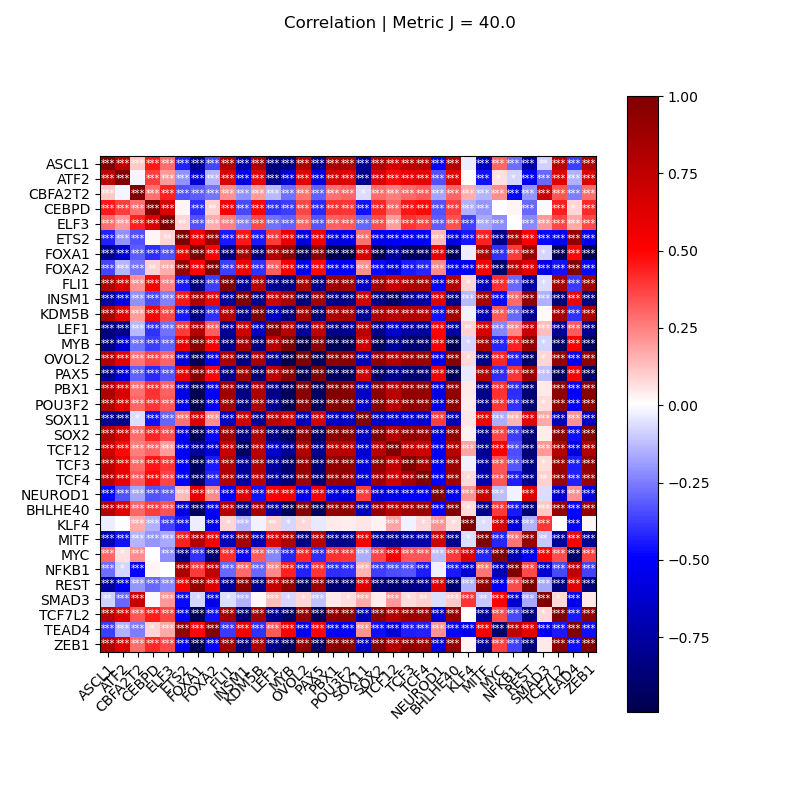 Correlation | Metric J = 40.0
ASCL1
ATF2
CBFA2T2
CEBPD
ELF3
ETS2
FOXA1
FOXA2
FLI1
INSM1
KDM5B
LEF1
MYB
OVOL2
PAX5
PBX1
POU3F2
SOX11
SOX2
TCF12
TCF3
TCF4
NEUROD1
BHLHE40
KLF4
MITF
MYC
NFKB1
REST
SMAD3
TCF7L2
TEAD4
ZEB1
ASCL1
ATF2
CBFA2T2
CEBPD
ELF3
ETS2
FOXA1
FOXA2
FLI1
INSM1
KDM5B
LEF1
MYB
OVOL2
PAX5
PBX1
POU3F2
SOX11
SOX2
TCF12
TCF3
TCF4
NEUROD1
BHLHE40
KLF4
MITF
MYC
NFKB1
REST
SMAD3
TCF7L2
TEAD4
ZEB1
1.00
0.75
0.50
0.25
0.00
−0.25
−0.50
−0.75